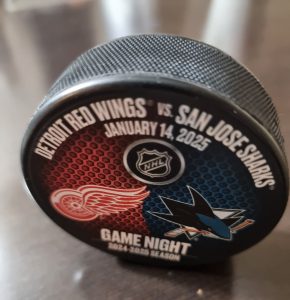 DETROIT RED WINGS® VS. SAN JOSE SHARKS®
JANUARY 14, 2025
NHL
GAME NIGHT
2024-2025 SEASON